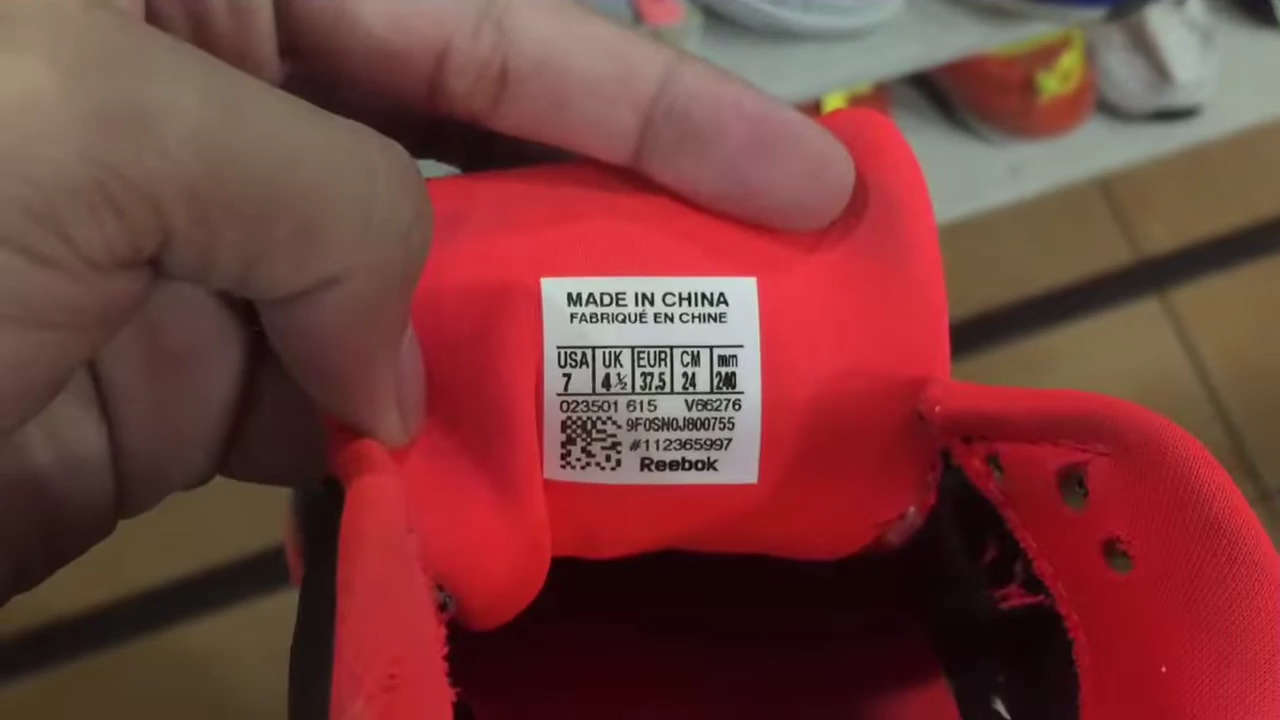 MADE IN CHINA
FABRIQUÉ EN CHINE
USA UK EUR CM mm
7 4½ 37.5 24 240
023501 615 V66276
9F0SN0J800755
#112365997
Reebok